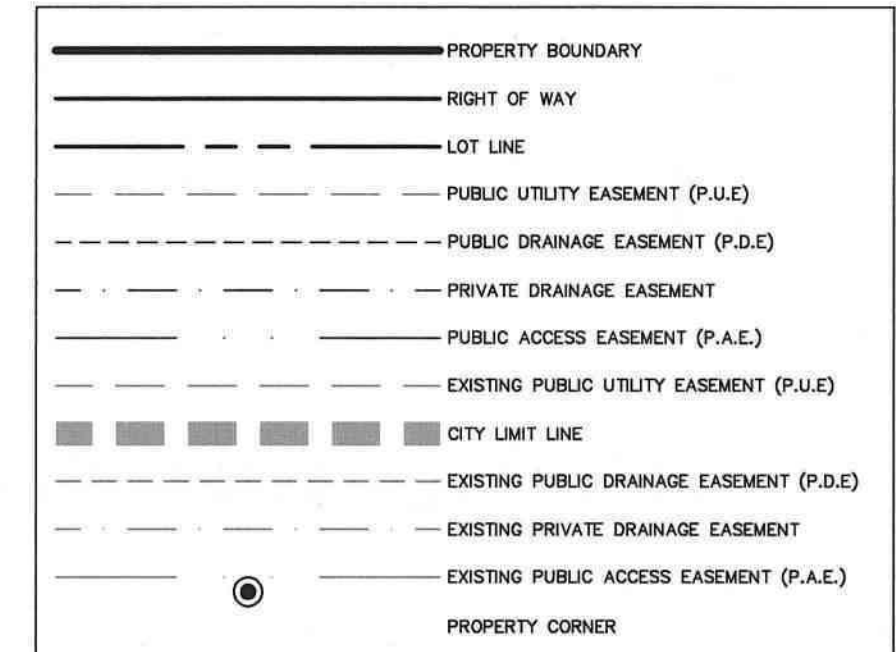 PROPERTY BOUNDARY
RIGHT OF WAY
LOT LINE
PUBLIC UTILITY EASEMENT (P.U.E)
PUBLIC DRAINAGE EASEMENT (P.D.E)
PRIVATE DRAINAGE EASEMENT
PUBLIC ACCESS EASEMENT (P.A.E.)
EXISTING PUBLIC UTILITY EASEMENT (P.U.E)
CITY LIMIT LINE
EXISTING PUBLIC DRAINAGE EASEMENT (P.D.E)
EXISTING PRIVATE DRAINAGE EASEMENT
EXISTING PUBLIC ACCESS EASEMENT (P.A.E.)
PROPERTY CORNER